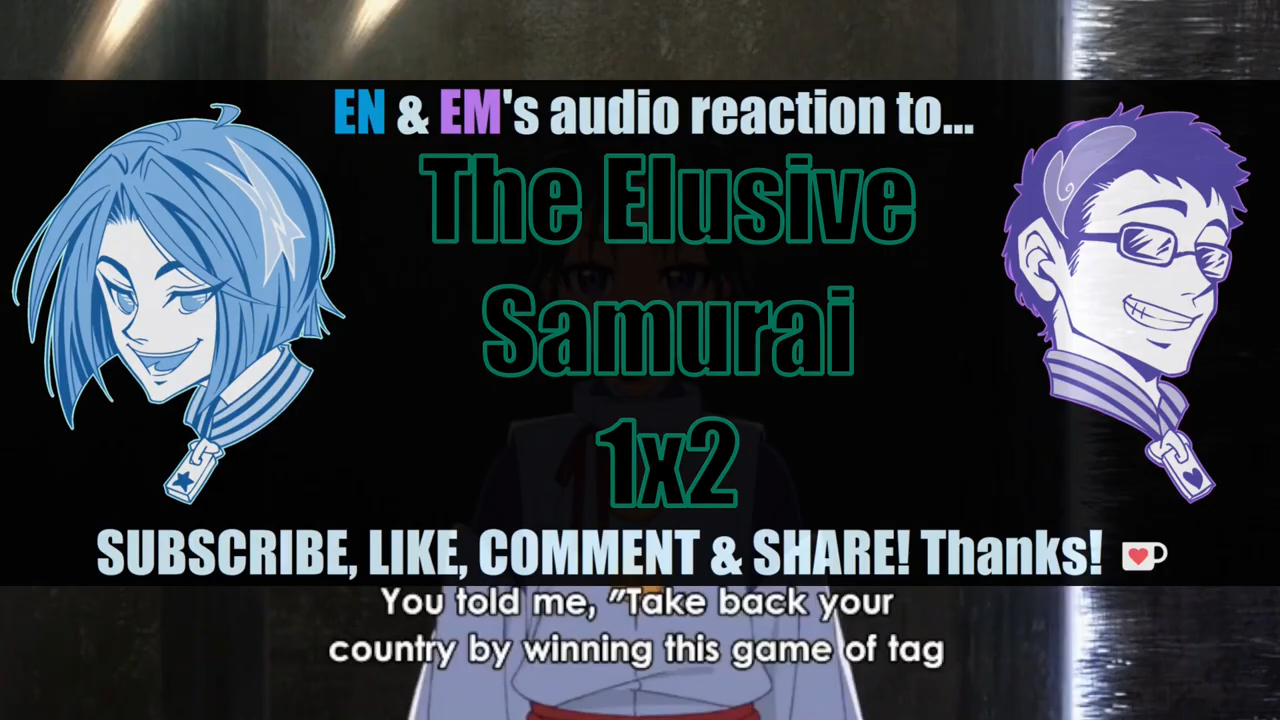 EN & EM's audio reaction to...
The Elusive
Samurai
1x2
SUBSCRIBE, LIKE, COMMENT & SHARE! Thanks!
You told me, "Take back your
country by winning this game of tag